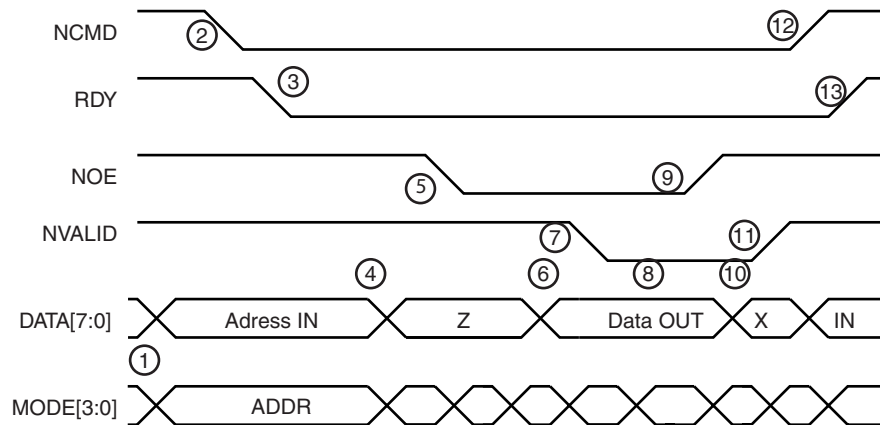 NCMD
2
12
RDY
3
13
NOE
5
9
NVALID
7
11
4
6
8
10
DATA[7:0]
Adress IN
Z
Data OUT
X
IN
1
MODE[3:0]
ADDR